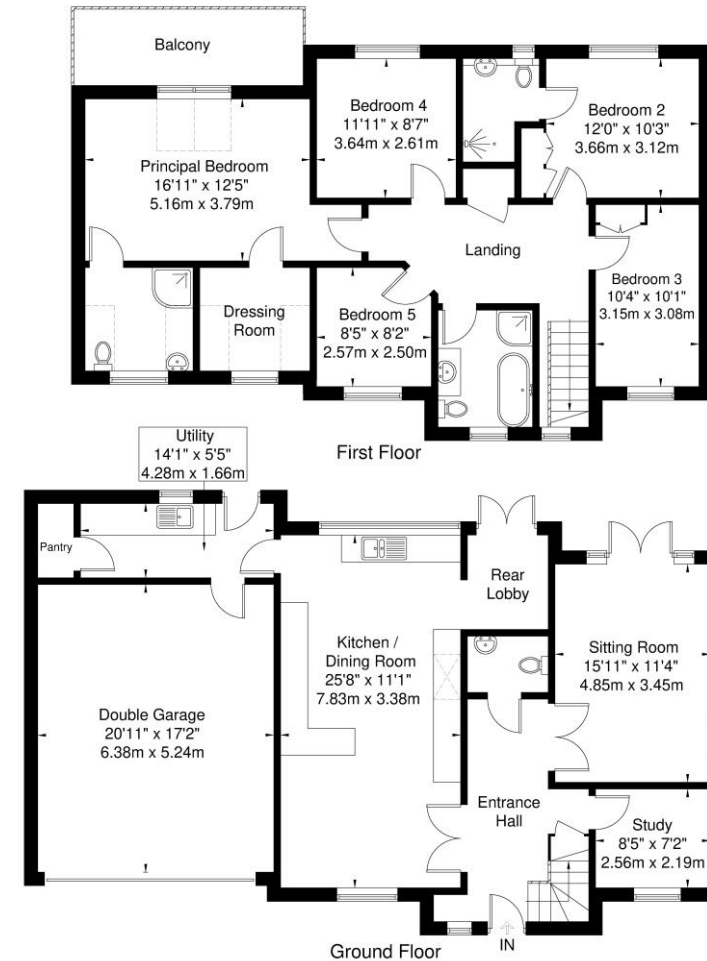 Balcony
Bedroom 4
11'11" x 8'7"
3.64m x 2.61m
Bedroom 2
12'0" x 10'3"
3.66m x 3.12m
Principal Bedroom
16'11" x 12'5"
5.16m x 3.79m
Landing
Bedroom 3
10'4" x 10'1"
3.15m x 3.08m
Dressing
Room
Bedroom 5
8'5" x 8'2"
2.57m x 2.50m
First Floor
Utility
14'1" x 5'5"
4.28m x 1.66m
Pantry
Rear
Lobby
Kitchen /
Dining Room
25'8" x 11'1"
7.83m x 3.38m
Sitting Room
15'11" x 11'4"
4.85m x 3.45m
Double Garage
20'11" x 17'2"
6.38m x 5.24m
Entrance
Hall
Study
8'5" x 7'2"
2.56m x 2.19m
IN
Ground Floor